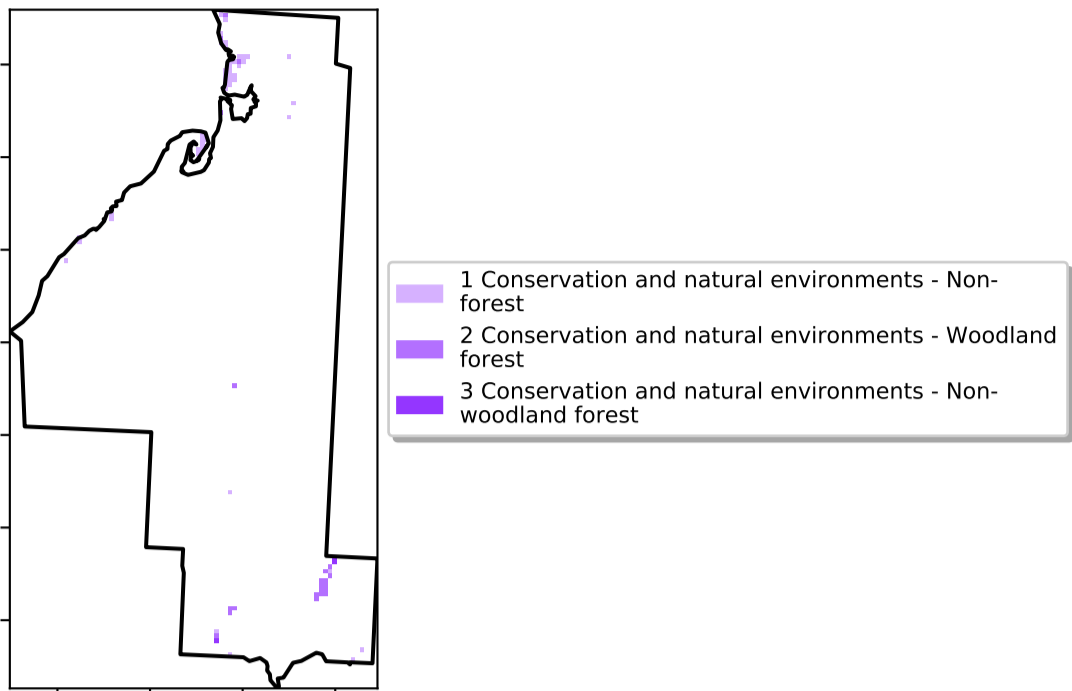 1 Conservation and natural environments - Non-
forest
2 Conservation and natural environments - Woodland
forest
3 Conservation and natural environments - Non-
woodland forest